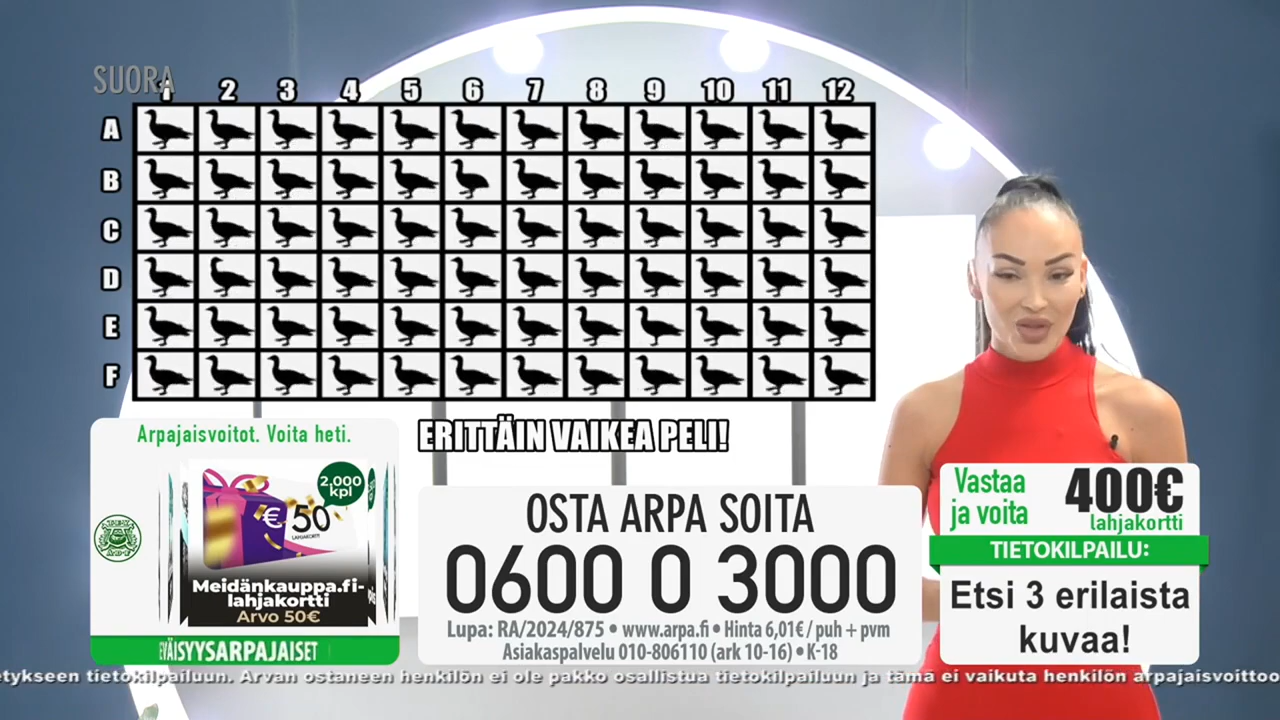 SUORA
1 2 3 4 5 6 7 8 9 10 11 12
A
B
C
D
E
F
ERITTÄIN VAIKEA PELI!
Arpajaisvoitot. Voita heti.
2.000
kpl
€50
LAHJAKORTTI
Meidänkauppa.fi-
lahjakortti
Arvo 50€
EVÄISYYSARPAJAISET
OSTA ARPA SOITA
0600 0 3000
Lupa: RA/2024/875 • www.arpa.fi • Hinta 6,01€ / puh + pvm
Asiakaspalvelu 010-806110 (ark 10-16) • K-18
Vastaa
ja voita
400€
lahjakortti
TIETOKILPAILU:
Etsi 3 erilaista
kuvaa!
etykseen tietokilpailuun. Arvan ostaneen henkilön ei ole pakko osallistua tietokilpailuun ja tämä ei vaikuta henkilön arpajaisvoittoo